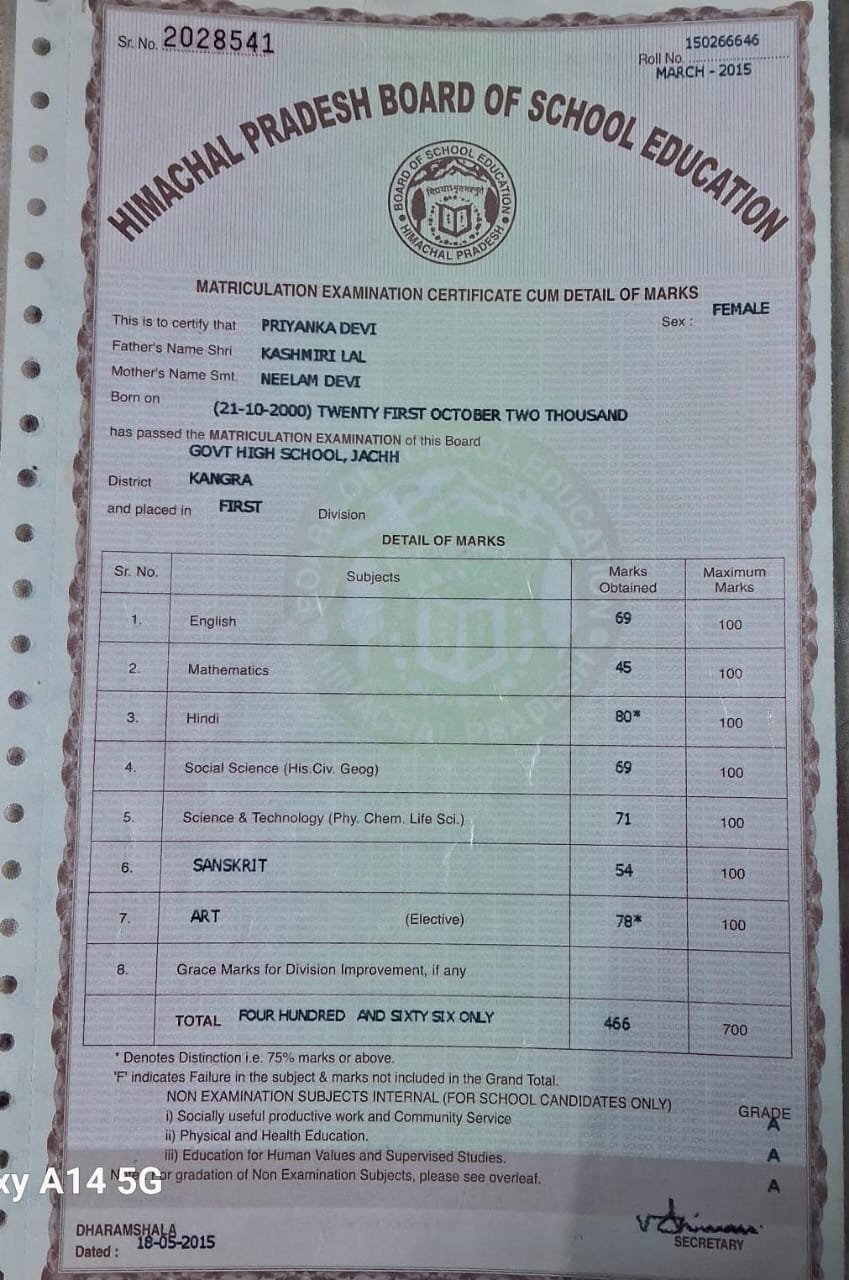 Sr. No. 2028541
150266646
Roll No. ........................
MARCH - 2015
HIMACHAL PRADESH BOARD OF SCHOOL EDUCATION
BOARD OF SCHOOL EDUCATION
HIMACHAL PRADESH
MATRICULATION EXAMINATION CERTIFICATE CUM DETAIL OF MARKS
This is to certify that PRIYANKA DEVI Sex : FEMALE
Father's Name Shri KASHMIRI LAL
Mother's Name Smt. NEELAM DEVI
Born on
(21-10-2000) TWENTY FIRST OCTOBER TWO THOUSAND
has passed the MATRICULATION EXAMINATION of this Board
GOVT HIGH SCHOOL, JACHH
District KANGRA
and placed in FIRST Division
DETAIL OF MARKS
Sr. No. Subjects Marks Obtained Maximum Marks
1. English 69 100
2. Mathematics 45 100
3. Hindi 80* 100
4. Social Science (His.Civ. Geog) 69 100
5. Science & Technology (Phy. Chem. Life Sci.) 71 100
6. SANSKRIT 54 100
7. ART (Elective) 78* 100
8. Grace Marks for Division Improvement, if any
TOTAL FOUR HUNDRED AND SIXTY SIX ONLY 466 700
* Denotes Distinction i.e. 75% marks or above.
'F' indicates Failure in the subject & marks not included in the Grand Total.
NON EXAMINATION SUBJECTS INTERNAL (FOR SCHOOL CANDIDATES ONLY) GRADE
i) Socially useful productive work and Community Service A
ii) Physical and Health Education. A
iii) Education for Human Values and Supervised Studies. A
For gradation of Non Examination Subjects, please see overleaf.
xy A14 5G
DHARAMSHALA
Dated : 18-05-2015
SECRETARY